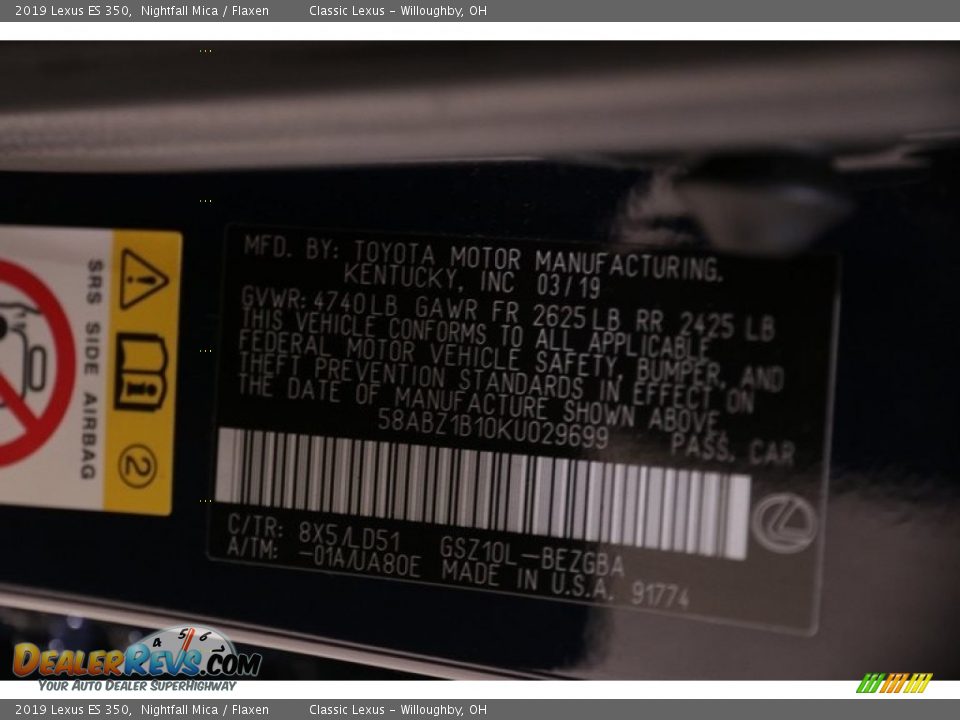 2019 Lexus ES 350, Nightfall Mica / Flaxen Classic Lexus - Willoughby, OH
SRS SIDE AIRBAG
2
MFD. BY: TOYOTA MOTOR MANUFACTURING.
KENTUCKY, INC 03/19
GVWR: 4740LB GAWR FR 2625LB RR 2425 LB
THIS VEHICLE CONFORMS TO ALL APPLICABLE
FEDERAL MOTOR VEHICLE SAFETY, BUMPER, AND
THEFT PREVENTION STANDARDS IN EFFECT ON
THE DATE OF MANUFACTURE SHOWN ABOVE.
58ABZ1B10KU029699 PASS. CAR
C/TR: 8X5/LD51 GSZ10L-BEZGBA
A/TM: -01A/UA80E MADE IN U.S.A. 91774
4 5 6
DealerRevs.com
Your Auto Dealer SuperHighway
2019 Lexus ES 350, Nightfall Mica / Flaxen Classic Lexus - Willoughby, OH